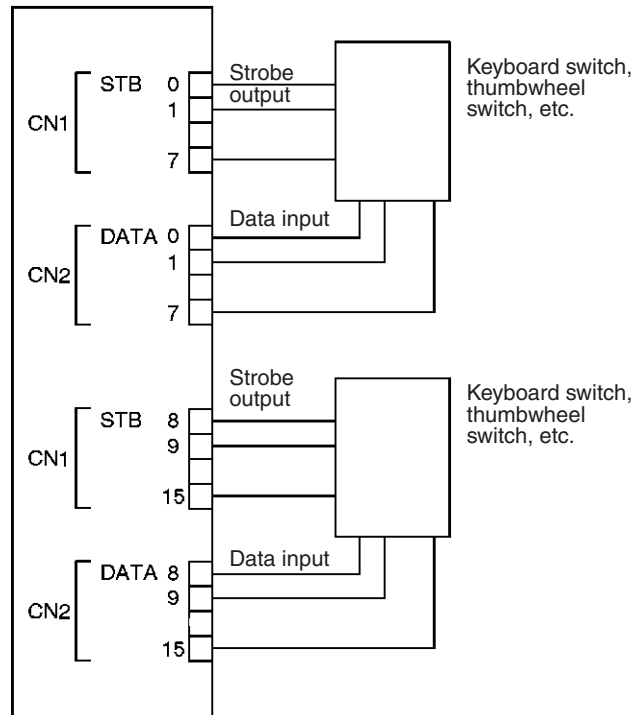 STB 0 Strobe output
CN1 1
7
Keyboard switch,
thumbwheel
switch, etc.
DATA 0 Data input
CN2 1
7
STB 8 Strobe output
CN1 9
15
Keyboard switch,
thumbwheel
switch, etc.
DATA 8 Data input
CN2 9
15